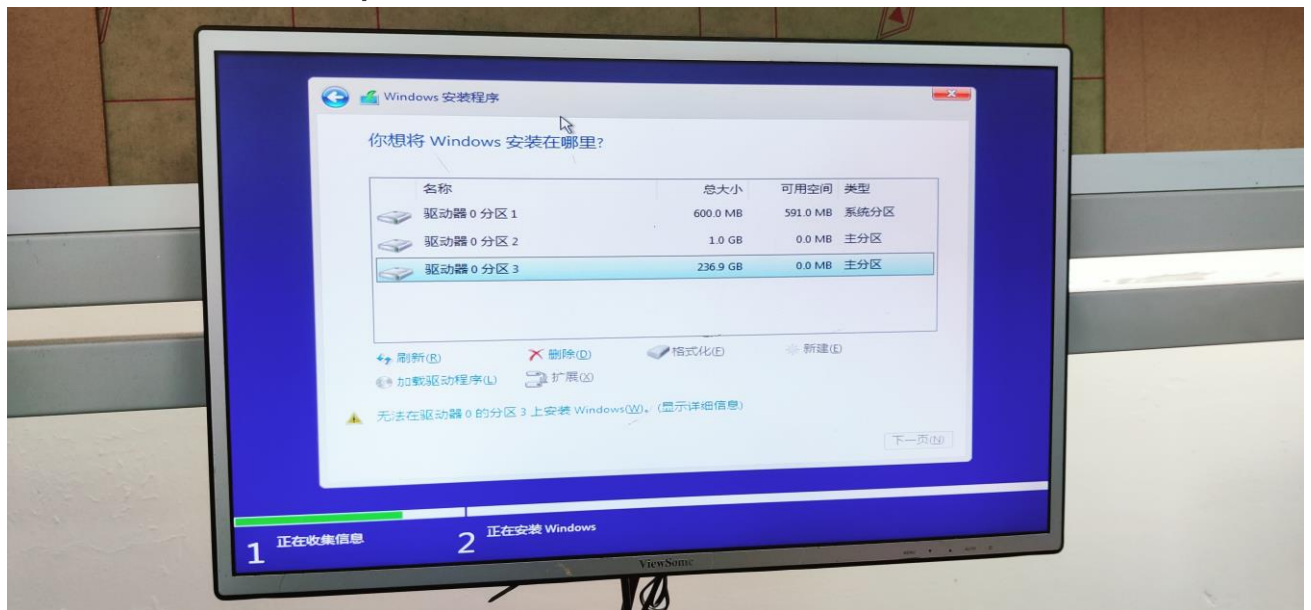 Windows 安装程序
你想将 Windows 安装在哪里?
名称 总大小 可用空间 类型
驱动器 0 分区 1 600.0 MB 591.0 MB 系统分区
驱动器 0 分区 2 1.0 GB 0.0 MB 主分区
驱动器 0 分区 3 236.9 GB 0.0 MB 主分区
刷新(R) 删除(D) 格式化(F) 新建(E)
加载驱动程序(L) 扩展(X)
无法在驱动器 0 的分区 3 上安装 Windows(W)。(显示详细信息)
下一页(N)
1 正在收集信息 2 正在安装 Windows
ViewSonic